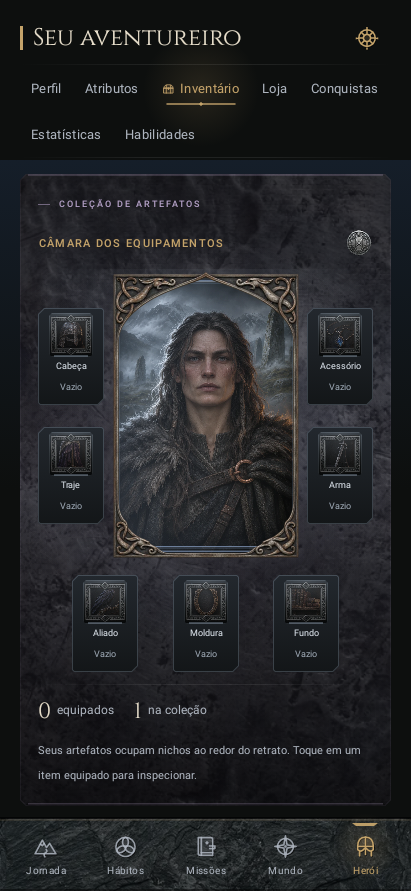 Seu aventureiro
Perfil Atributos Inventário Loja Conquistas
Estatísticas Habilidades
COLEÇÃO DE ARTEFATOS
CÂMARA DOS EQUIPAMENTOS
Cabeça
Vazio
Acessório
Vazio
Traje
Vazio
Arma
Vazio
Aliado
Vazio
Moldura
Vazio
Fundo
Vazio
0 equipados 1 na coleção
Seus artefatos ocupam nichos ao redor do retrato. Toque em um
item equipado para inspecionar.
Jornada Hábitos Missões Mundo Herói